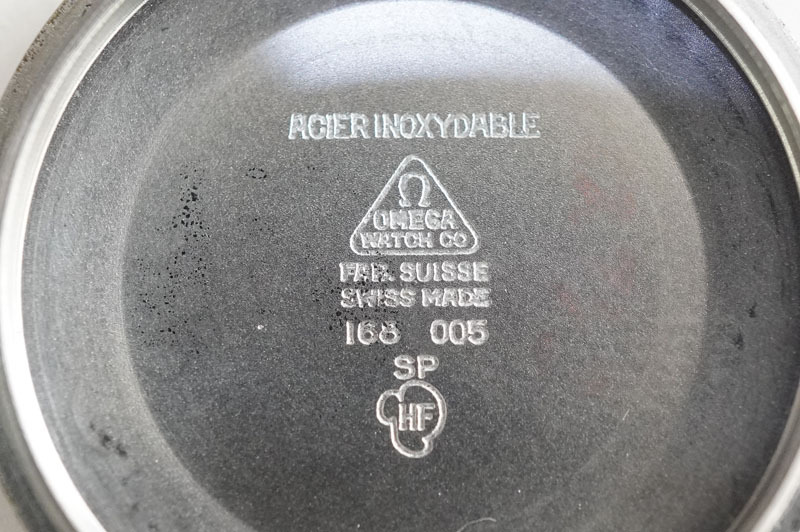 ACIER INOXYDABLE
Ω
OMEGA
WATCH CO
FAB. SUISSE
SWISS MADE
168 005
SP
HF